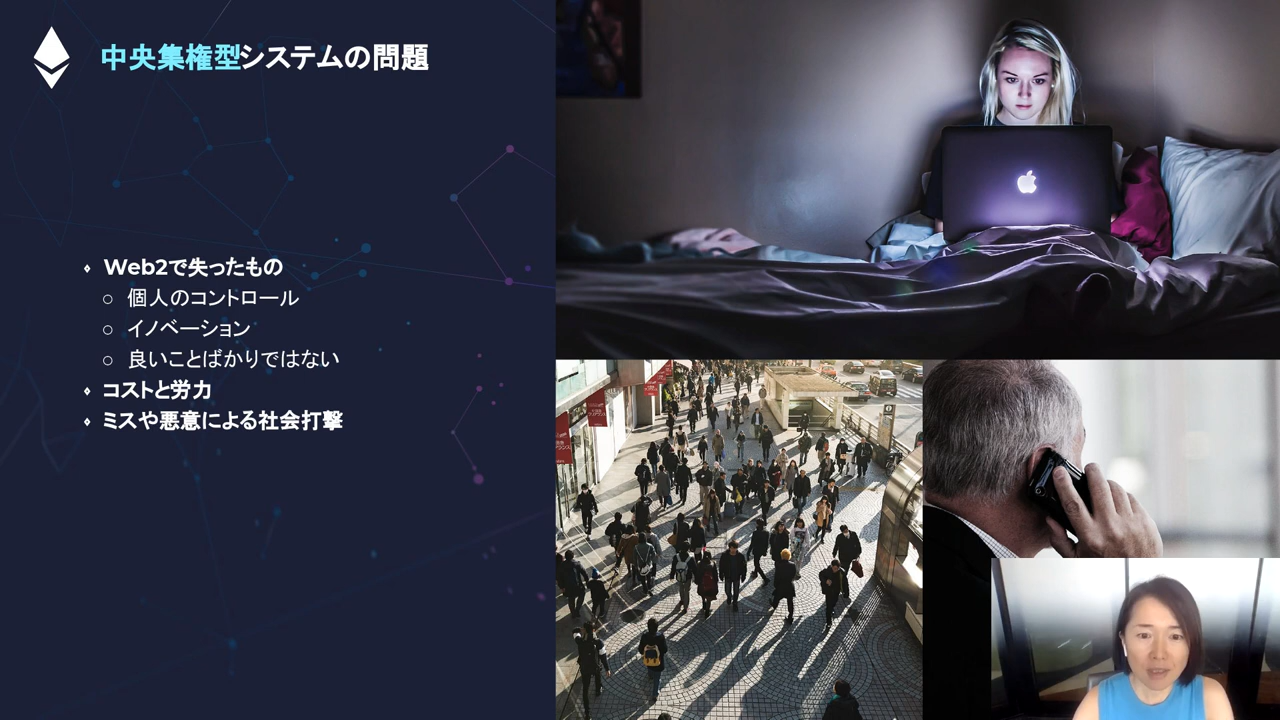 中央集権型システムの問題
Web2で失ったもの
個人のコントロール
イノベーション
良いことばかりではない
コストと労力
ミスや悪意による社会打撃